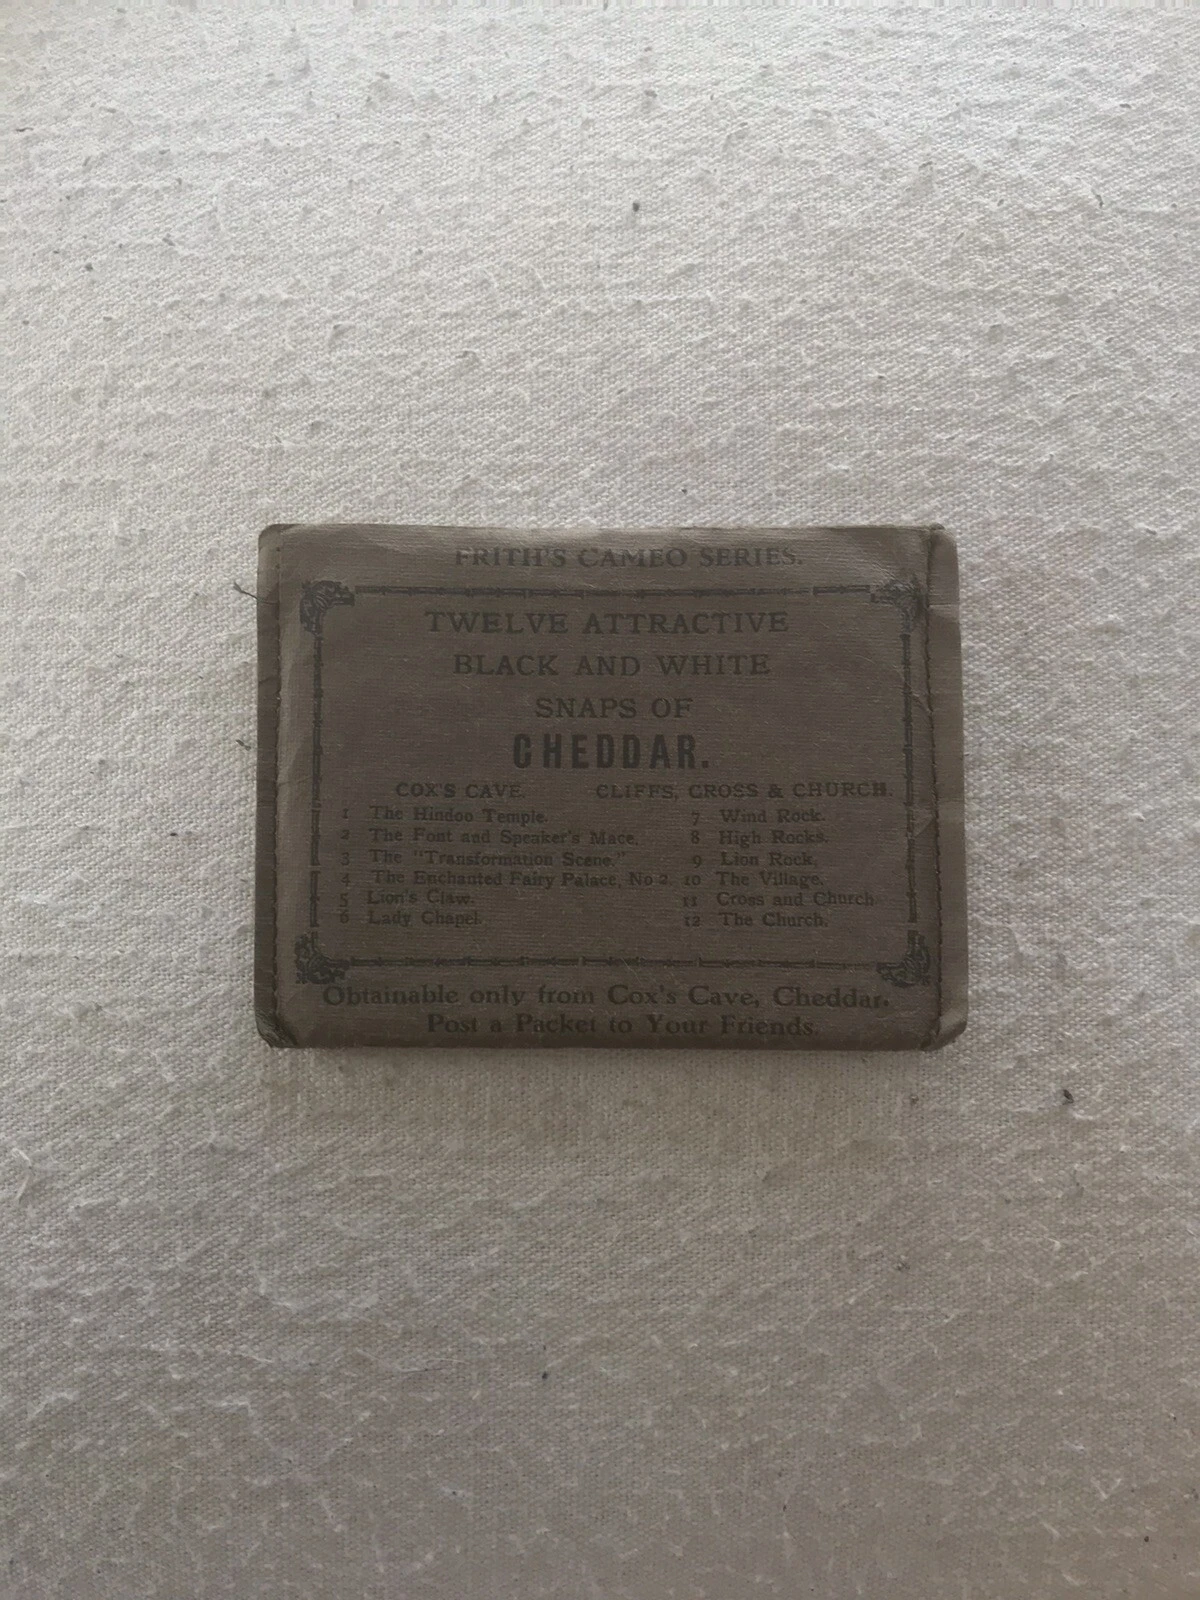 FRITH'S CAMEO SERIES.
TWELVE ATTRACTIVE
BLACK AND WHITE
SNAPS OF
CHEDDAR.
COX'S CAVE.
1 The Hindoo Temple.
2 The Font and Speaker's Mace.
3 The "Transformation Scene."
4 The Enchanted Fairy Palace, No 2.
5 Lion's Claw.
6 Lady Chapel.
CLIFFS, CROSS & CHURCH.
7 Wind Rock.
8 High Rocks.
9 Lion Rock.
10 The Village.
11 Cross and Church
12 The Church.
Obtainable only from Cox's Cave, Cheddar.
Post a Packet to Your Friends.